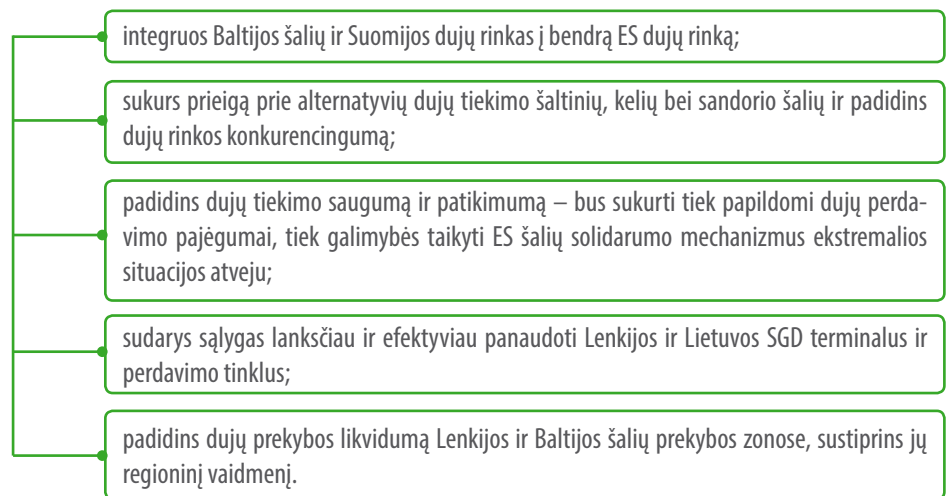 integruos Baltijos šalių ir Suomijos dujų rinkas į bendrą ES dujų rinką;
sukurs prieigą prie alternatyvių dujų tiekimo šaltinių, kelių bei sandorio šalių ir padidins
dujų rinkos konkurencingumą;
padidins dujų tiekimo saugumą ir patikimumą – bus sukurti tiek papildomi dujų perda-
vimo pajėgumai, tiek galimybės taikyti ES šalių solidarumo mechanizmus ekstremalios
situacijos atveju;
sudarys sąlygas lanksčiau ir efektyviau panaudoti Lenkijos ir Lietuvos SGD terminalus ir
perdavimo tinklus;
padidins dujų prekybos likvidumą Lenkijos ir Baltijos šalių prekybos zonose, sustiprins jų
regioninį vaidmenį.